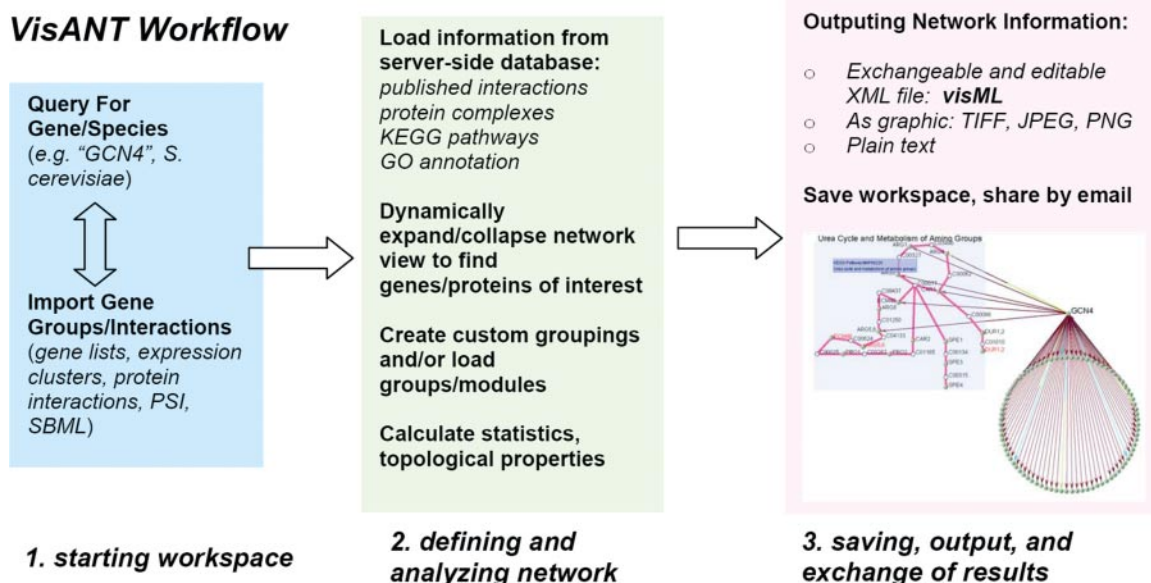 VisANT Workflow
Query For
Gene/Species
(e.g. “GCN4”, S.
cerevisiae)
Import Gene
Groups/Interactions
(gene lists, expression
clusters, protein
interactions, PSI,
SBML)
1. starting workspace
Load information from
server-side database:
published interactions
protein complexes
KEGG pathways
GO annotation
Dynamically
expand/collapse network
view to find
genes/proteins of interest
Create custom groupings
and/or load
groups/modules
Calculate statistics,
topological properties
2. defining and
analyzing network
Outputing Network Information:
Exchangeable and editable
XML file: visML
As graphic: TIFF, JPEG, PNG
Plain text
Save workspace, share by email
Urea Cycle and Metabolism of Aming Groups
GCN4
3. saving, output, and
exchange of results